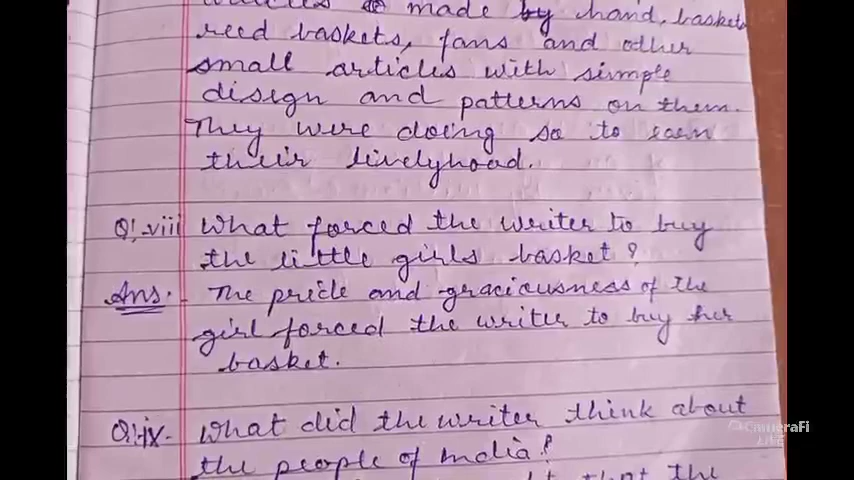 made by hand, baskets
reed baskets, fans and other
small articles with simple
disign and patterns on them.
They were doing so to earn
their livelyhood.
Q!-viii What forced the writer to buy
the little girls basket?
Ans:- The pride and graciousness of the
girl forced the writer to buy her
basket.
Q!-ix- What did the writer think about
the people of India?
that the
CameraFi